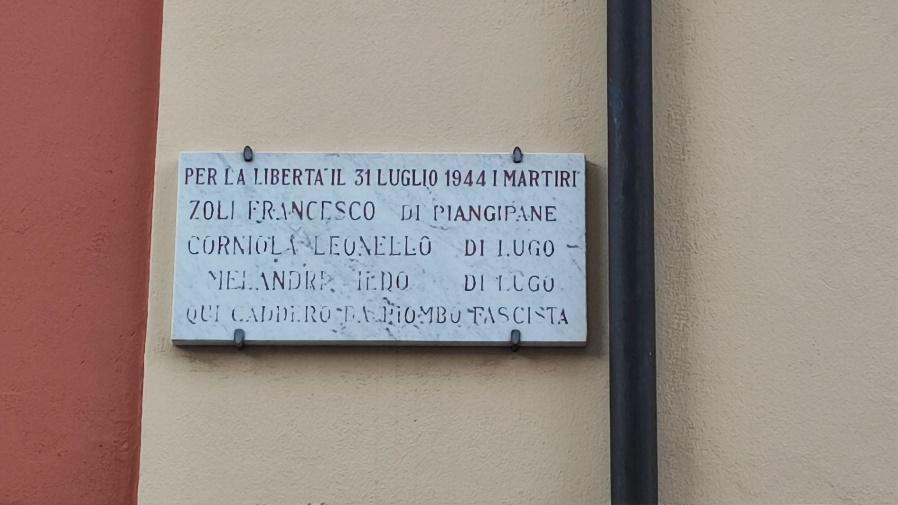 PER LA LIBERTA' IL 31 LUGLIO 1944 I MARTIRI
ZOLI FRANCESCO DI PIANGIPANE
CORNIOLA LEONELLO DI LUGO
MELANDRI DI LUGO
QUI CADDERO DA PIOMBO FASCISTA